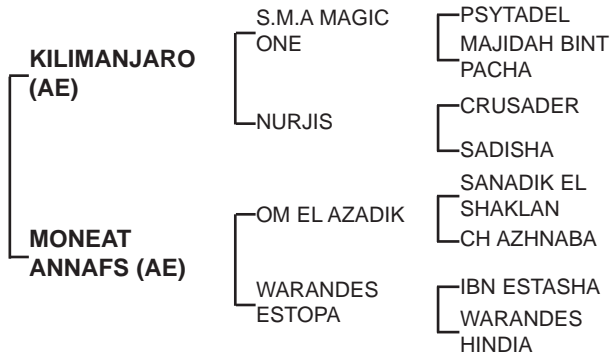 KILIMANJARO
(AE)
MONEAT
ANNAFS (AE)
S.M.A MAGIC
ONE
NURJIS
OM EL AZADIK
WARANDES
ESTOPA
PSYTADEL
MAJIDAH BINT
PACHA
CRUSADER
SADISHA
SANADIK EL
SHAKLAN
CH AZHNABA
IBN ESTASHA
WARANDES
HINDIA